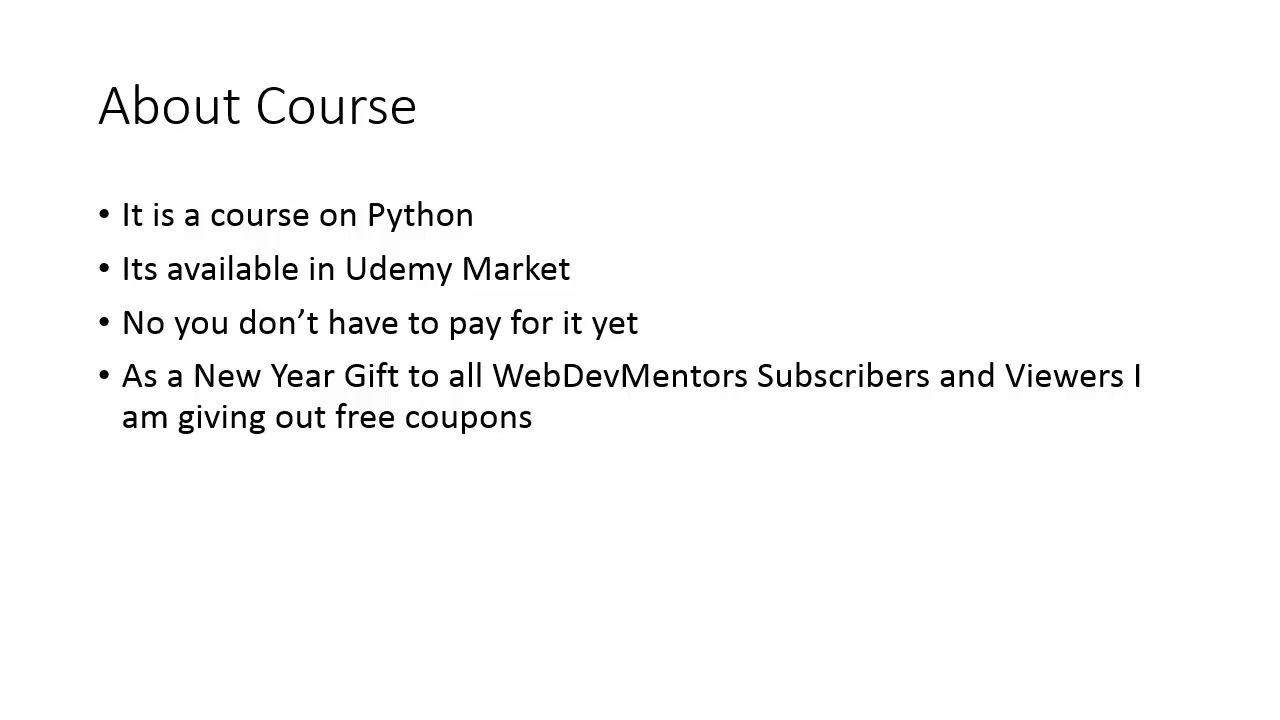 About Course
• It is a course on Python
• Its available in Udemy Market
• No you don’t have to pay for it yet
• As a New Year Gift to all WebDevMentors Subscribers and Viewers I
am giving out free coupons